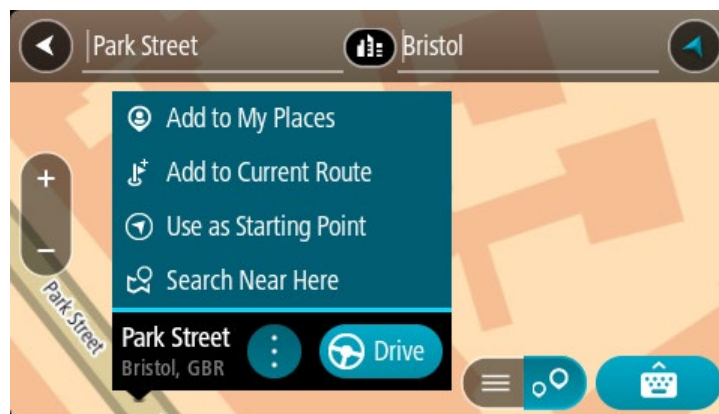 Park Street
Bristol
Add to My Places
Add to Current Route
Use as Starting Point
Search Near Here
Park Street
Park Street
Bristol, GBR
Drive